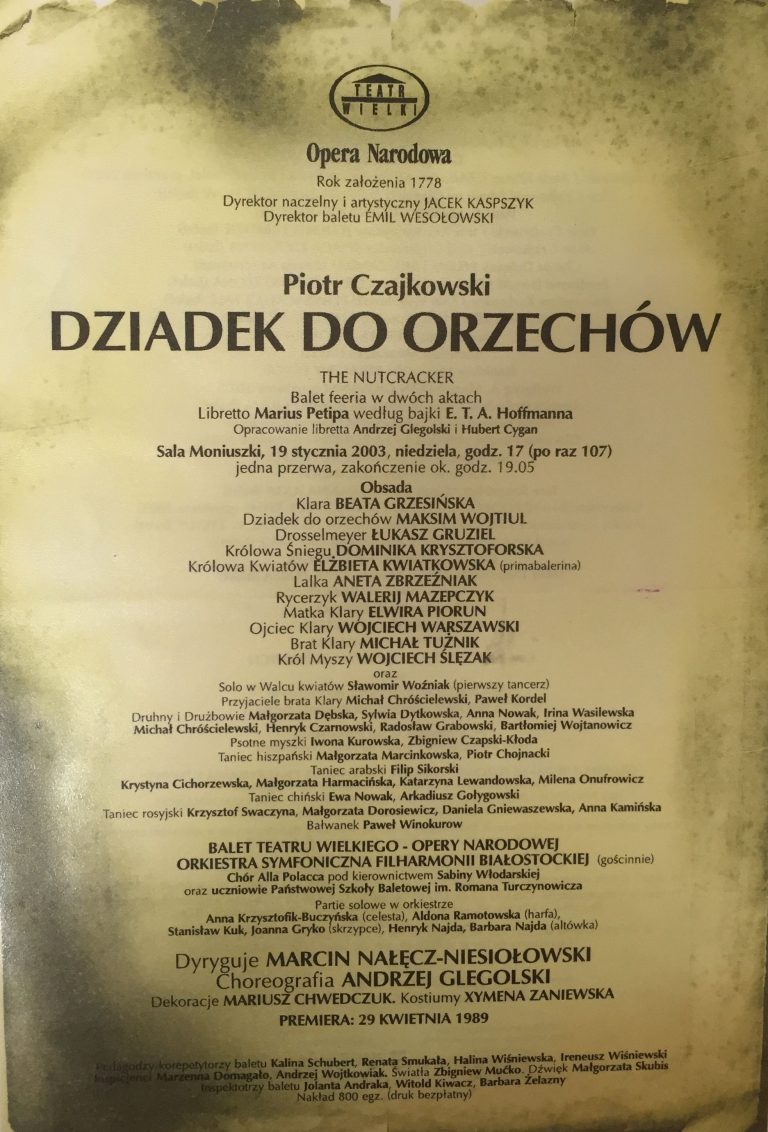 TEATR
WIELKI
Opera Narodowa
Rok założenia 1778
Dyrektor naczelny i artystyczny JACEK KASPSZYK
Dyrektor baletu EMIL WESOŁOWSKI
Piotr Czajkowski
DZIADEK DO ORZECHÓW
THE NUTCRACKER
Balet feeria w dwóch aktach
Libretto Marius Petipa według bajki E. T. A. Hoffmanna
Opracowanie libretta Andrzej Glegolski i Hubert Cygan
Sala Moniuszki, 19 stycznia 2003, niedziela, godz. 17 (po raz 107)
jedna przerwa, zakończenie ok. godz. 19.05
Obsada
Klara BEATA GRZESIŃSKA
Dziadek do orzechów MAKSIM WOJTIUL
Drosselmeyer ŁUKASZ GRUZIEL
Królowa Śniegu DOMINIKA KRYSZTOFORSKA
Królowa Kwiatów ELŻBIETA KWIATKOWSKA (primabalerina)
Lalka ANETA ZBRZEŹNIAK
Rycerzyk WALERIJ MAZEPCZYK
Matka Klary ELWIRA PIORUN
Ojciec Klary WOJCIECH WARSZAWSKI
Brat Klary MICHAŁ TUŻNIK
Król Myszy WOJCIECH ŚLĘZAK
oraz
Solo w Walcu kwiatów Sławomir Woźniak (pierwszy tancerz)
Przyjaciele brata Klary Michał Chróścielewski, Paweł Kordel
Druhny i Drużbowie Małgorzata Dębska, Sylwia Dytkowska, Anna Nowak, Irina Wasilewska
Michał Chróścielewski, Henryk Czarnowski, Radosław Grabowski, Bartłomiej Wojtanowicz
Psotne myszki Iwona Kurowska, Zbigniew Czapski-Kłoda
Taniec hiszpański Małgorzata Marcinkowska, Piotr Chojnacki
Taniec arabski Filip Sikorski
Krystyna Cichorzewska, Małgorzata Harmacińska, Katarzyna Lewandowska, Milena Onufrowicz
Taniec chiński Ewa Nowak, Arkadiusz Gołygowski
Taniec rosyjski Krzysztof Swaczyna, Małgorzata Dorosiewicz, Daniela Gniewaszewska, Anna Kamińska
Bałwanek Paweł Winokurow
BALET TEATRU WIELKIEGO - OPERY NARODOWEJ
ORKIESTRA SYMFONICZNA FILHARMONII BIAŁOSTOCKIEJ (gościnnie)
Chór Alla Polacca pod kierownictwem Sabiny Włodarskiej
oraz uczniowie Państwowej Szkoły Baletowej im. Romana Turczynowicza
Partie solowe w orkiestrze
Anna Krzysztofik-Buczyńska (celesta), Aldona Ramotowska (harfa),
Stanisław Kuk, Joanna Gryko (skrzypce), Henryk Najda, Barbara Najda (altówka)
Dyryguje MARCIN NAŁĘCZ-NIESIOŁOWSKI
Choreografia ANDRZEJ GLEGOLSKI
Dekoracje MARIUSZ CHWEDCZUK. Kostiumy XYMENA ZANIEWSKA
PREMIERA: 29 KWIETNIA 1989
Pedagodzy-korepetytorzy baletu Kalina Schubert, Renata Smukała, Halina Wiśniewska, Ireneusz Wiśniewski
Inspicjenci Marzenna Domagało, Andrzej Wojtkowiak. Światła Zbigniew Mućko. Dźwięk Małgorzata Skubis
Inspektorzy baletu Jolanta Andraka, Witold Kiwacz, Barbara Żelazny
Nakład 800 egz. (druk bezpłatny)